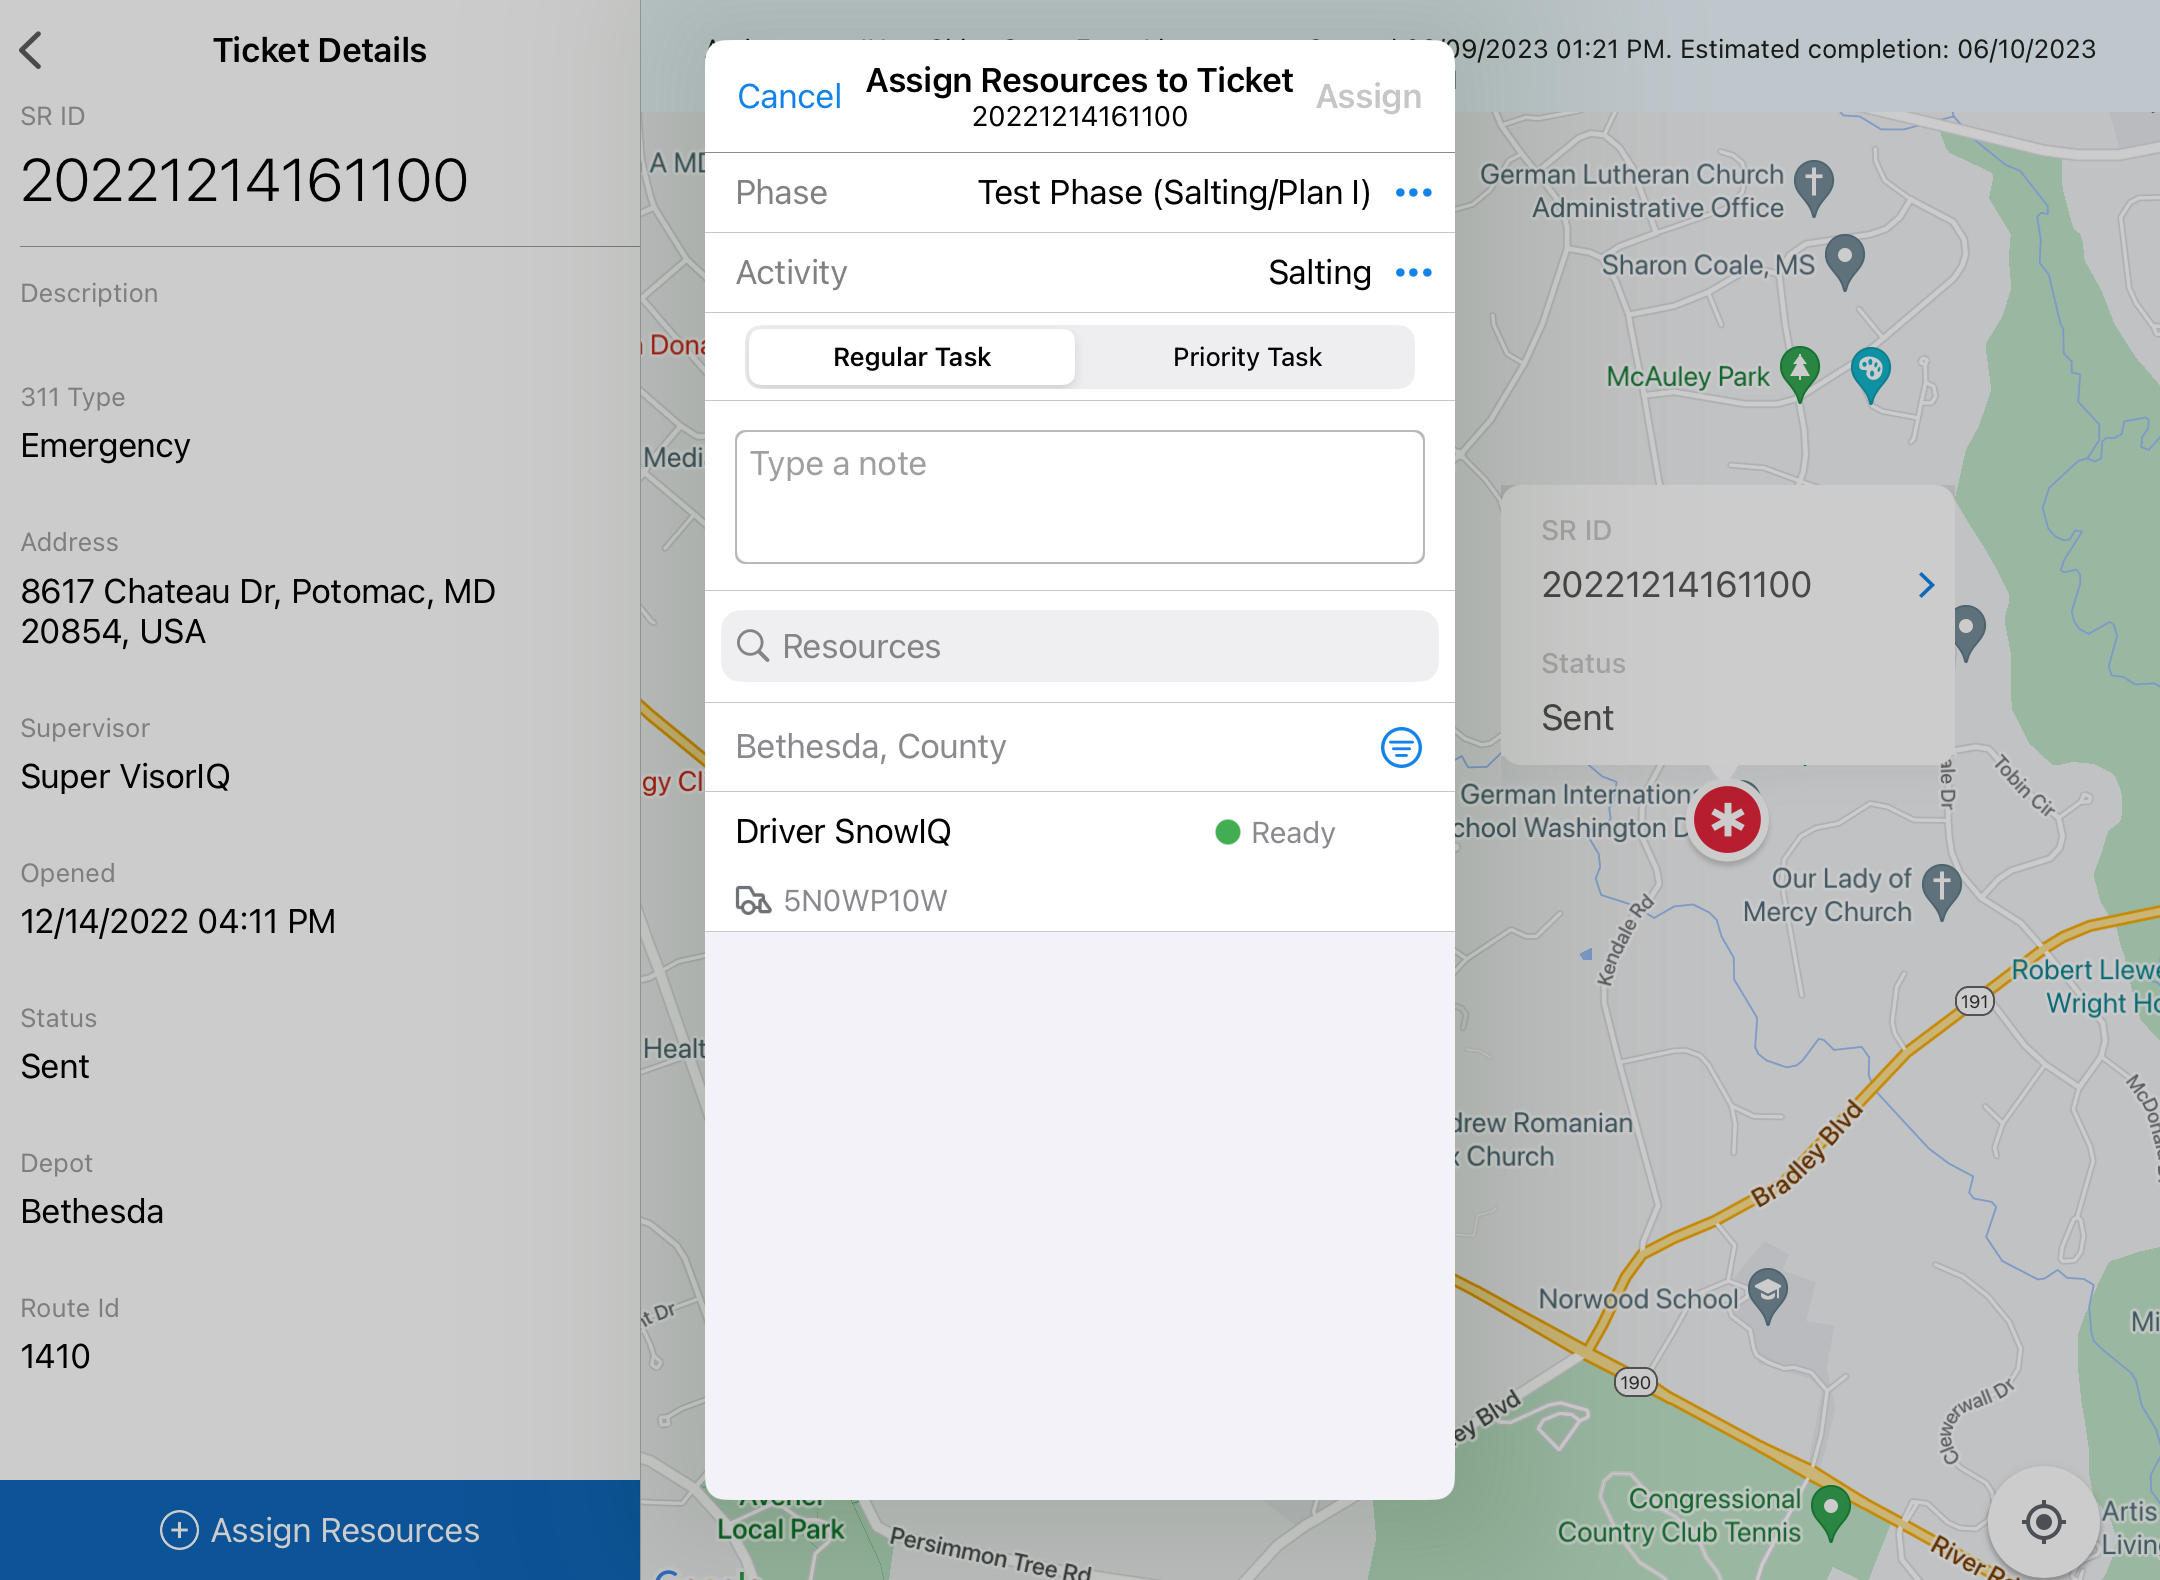 Ticket Details
SR ID
20221214161100
Description
311 Type
Emergency
Address
8617 Chateau Dr, Potomac, MD
20854, USA
Supervisor
Super VisorIQ
Opened
12/14/2022 04:11 PM
Status
Sent
Depot
Bethesda
Route Id
1410
Assign Resources
Cancel
Assign Resources to Ticket
20221214161100
Assign
Phase
Test Phase (Salting/Plan I)
Activity
Salting
Regular Task
Priority Task
Type a note
Resources
Bethesda, County
Driver SnowIQ
Ready
5N0WP10W
09/2023 01:21 PM. Estimated completion: 06/10/2023
A MD
German Lutheran Church
Administrative Office
Sharon Coale, MS
McAuley Park
Dona
Medi
SR ID
20221214161100
Status
Sent
gy Cl
German Internationa
chool Washington D
ale Dr
Tobin Cir
Our Lady of
Mercy Church
Kendale Rd
191
Robert Llewe
Wright Ho
Healt
McDona
drew Romanian
Church
Bradley Blvd
Norwood School
Mi
nt Dr
190
ey Blvd
Clewerwall Dr
Local Park
Persimmon Tree Rd
Congressional
Country Club Tennis
River R
Artis
Livin